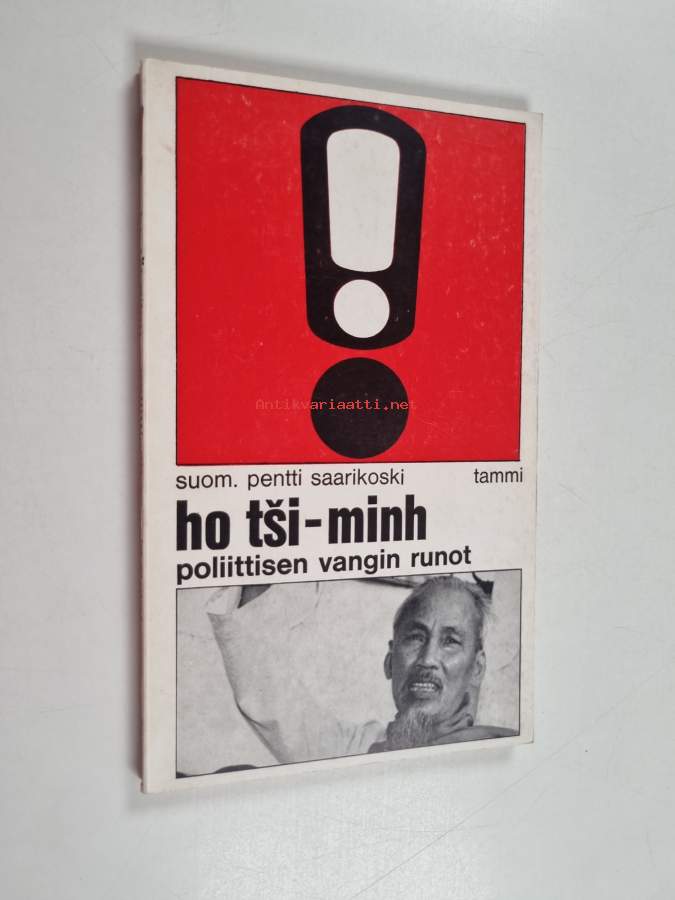 !
Antikvariaatti.net
suom. pentti saarikoski tammi
ho tši-minh
poliittisen vangin runot